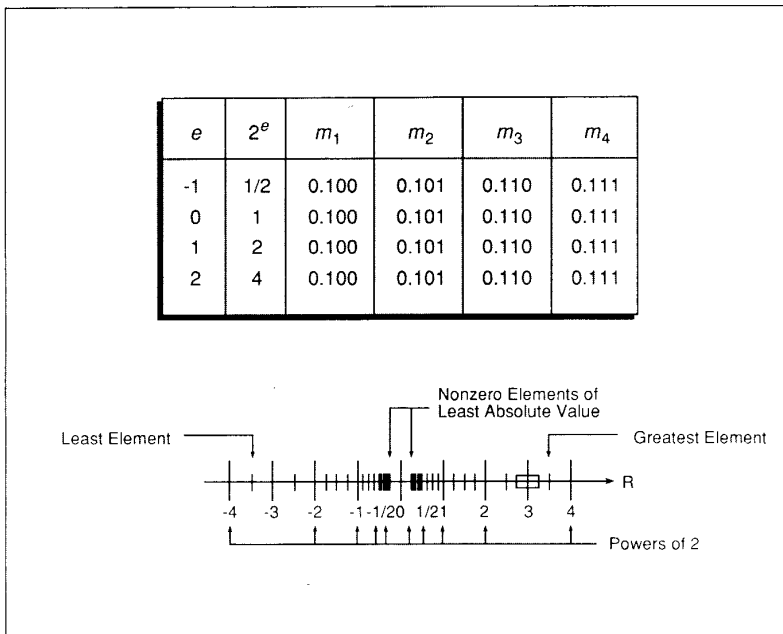 e 2^e m1 m2 m3 m4
-1 1/2 0.100 0.101 0.110 0.111
0 1 0.100 0.101 0.110 0.111
1 2 0.100 0.101 0.110 0.111
2 4 0.100 0.101 0.110 0.111
Nonzero Elements of
Least Absolute Value
Least Element
Greatest Element
R
-4 -3 -2 -1 -1/2 0 1/2 1 2 3 4
Powers of 2